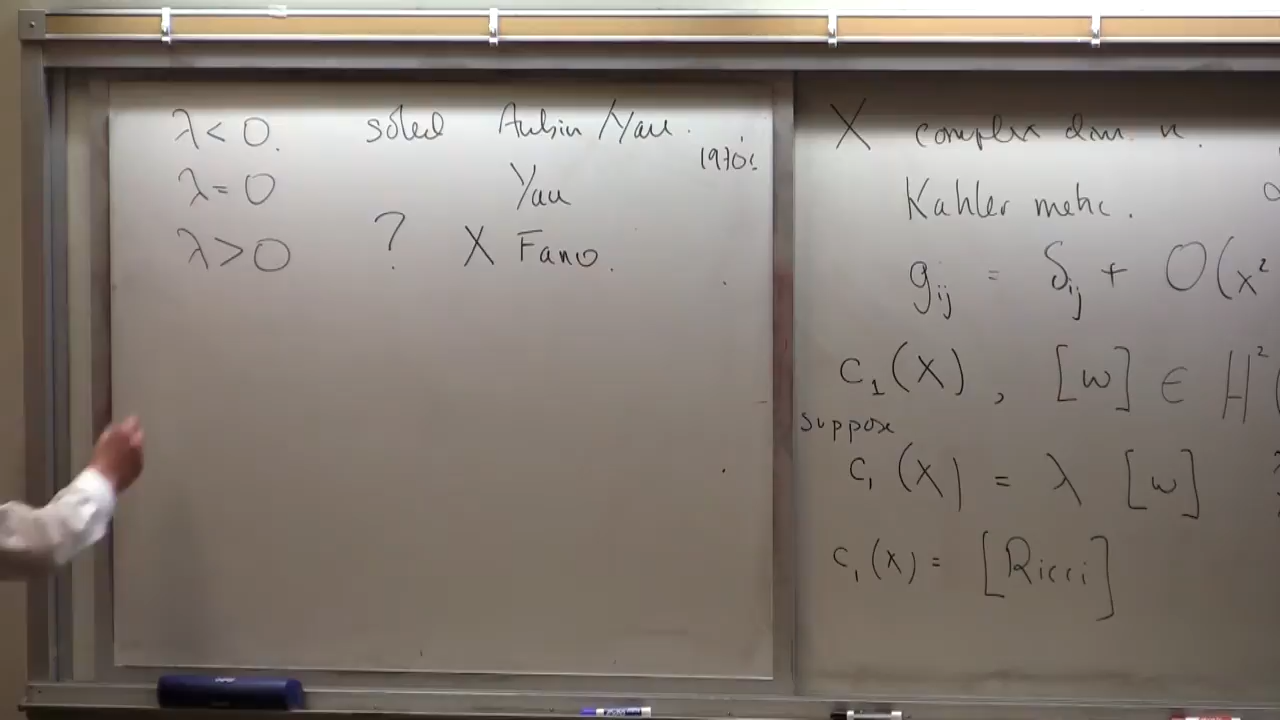 λ < 0. solved Aubin / Yau.
1970s
λ = 0 Yau
λ > 0 ? X Fano.
X complex dim. n.
Kahler metric.
g_ij = δ_ij + O(x²
c₁(X), [ω] ∈ H²(
suppose
c₁(X) = λ [ω]
c₁(X) = [Ricci]